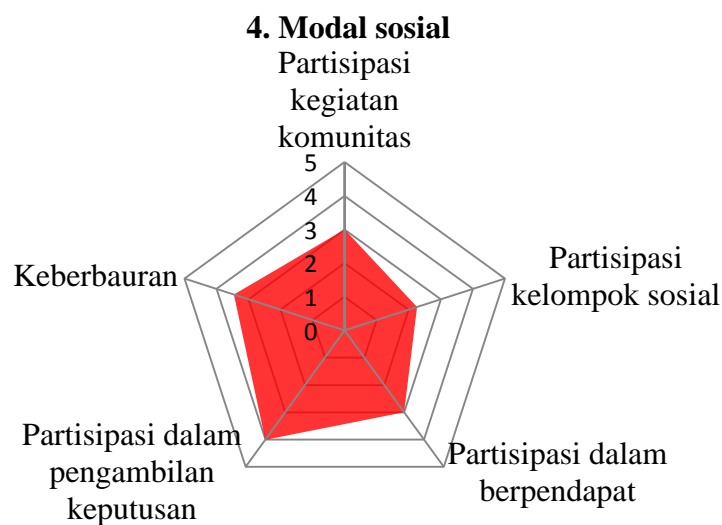 4. Modal sosial
Partisipasi
kegiatan
komunitas
5
4
3
2
1
0
Partisipasi
kelompok sosial
Partisipasi dalam
berpendapat
Partisipasi dalam
pengambilan
keputusan
Keberbauran